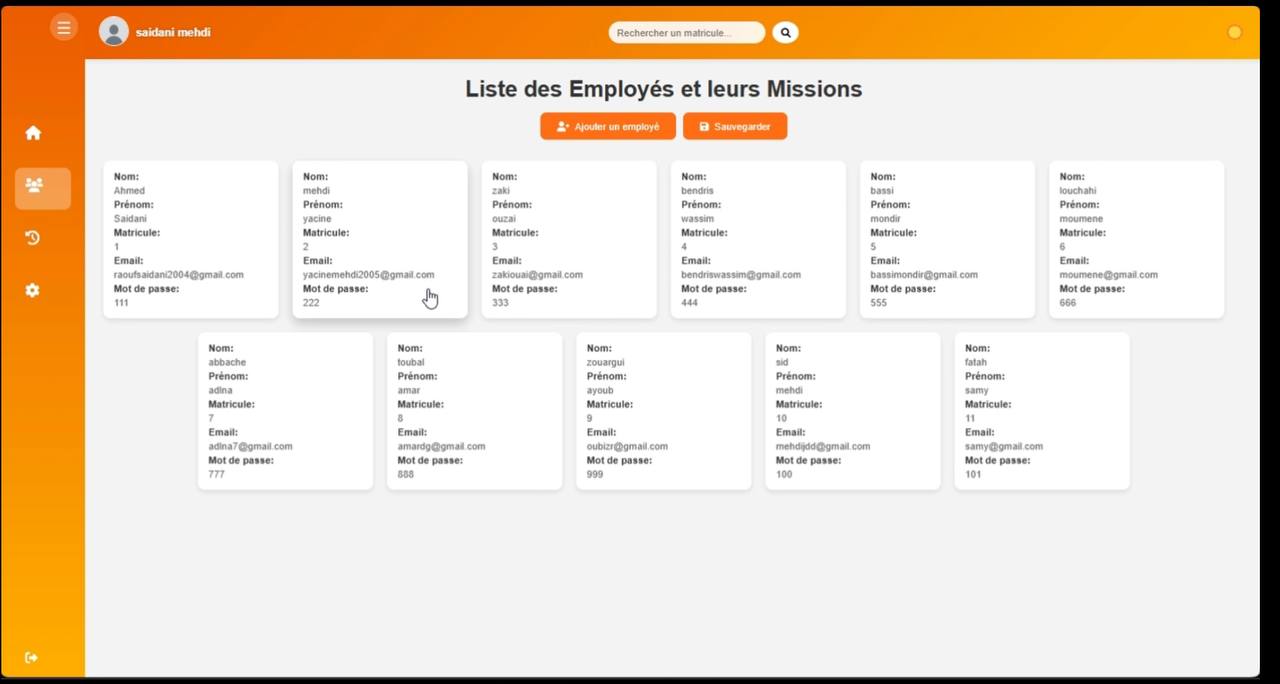 saidani mehdi
Rechercher un matricule...
Liste des Employés et leurs Missions
Ajouter un employé
Sauvegarder
Nom:
Ahmed
Prénom:
Saidani
Matricule:
1
Email:
raoufsaidani2004@gmail.com
Mot de passe:
111
Nom:
mehdi
Prénom:
yacine
Matricule:
2
Email:
yacinemehdi2005@gmail.com
Mot de passe:
222
Nom:
zaki
Prénom:
ouzai
Matricule:
3
Email:
zakiouai@gmail.com
Mot de passe:
333
Nom:
bendris
Prénom:
wassim
Matricule:
4
Email:
bendriswassim@gmail.com
Mot de passe:
444
Nom:
bassi
Prénom:
mondir
Matricule:
5
Email:
bassimondir@gmail.com
Mot de passe:
555
Nom:
louchahi
Prénom:
moumene
Matricule:
6
Email:
moumene@gmail.com
Mot de passe:
666
Nom:
abbache
Prénom:
adlna
Matricule:
7
Email:
adlna7@gmail.com
Mot de passe:
777
Nom:
toubal
Prénom:
amar
Matricule:
8
Email:
amardg@gmail.com
Mot de passe:
888
Nom:
zouargui
Prénom:
ayoub
Matricule:
9
Email:
oubizr@gmail.com
Mot de passe:
999
Nom:
sid
Prénom:
mehdi
Matricule:
10
Email:
mehdijdd@gmail.com
Mot de passe:
100
Nom:
fatah
Prénom:
samy
Matricule:
11
Email:
samy@gmail.com
Mot de passe:
101